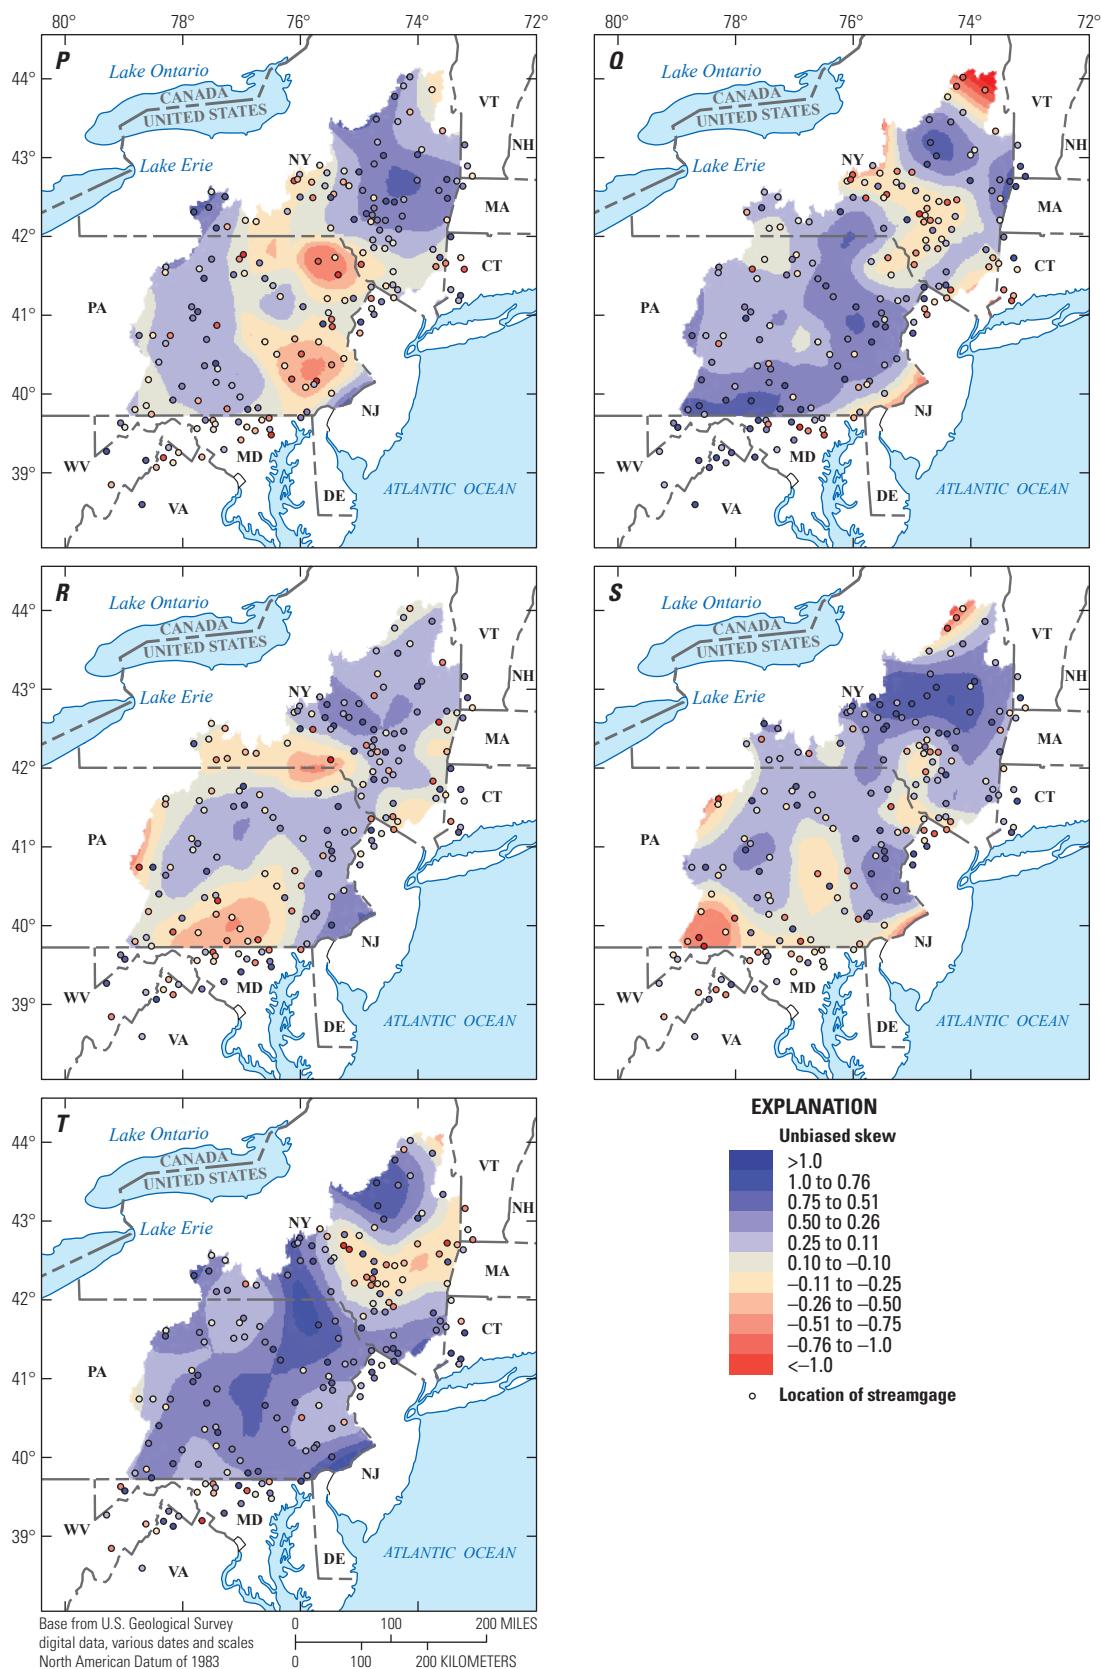 80° 78° 76° 74° 72° 80° 78° 76° 74° 72°
P
44°
Lake Ontario
CANADA
UNITED STATES
VT
43°
Lake Erie
NY
NH
MA
42°
CT
41°
PA
40°
NJ
39°
WV
MD
VA
DE
ATLANTIC OCEAN
Q
44°
Lake Ontario
CANADA
UNITED STATES
VT
43°
Lake Erie
NY
NH
MA
42°
CT
41°
PA
40°
NJ
39°
WV
MD
VA
DE
ATLANTIC OCEAN
R
44°
Lake Ontario
CANADA
UNITED STATES
VT
43°
Lake Erie
NY
NH
MA
42°
CT
41°
PA
40°
NJ
39°
WV
MD
VA
DE
ATLANTIC OCEAN
S
44°
Lake Ontario
CANADA
UNITED STATES
VT
43°
Lake Erie
NY
NH
MA
42°
CT
41°
PA
40°
NJ
39°
WV
MD
VA
DE
ATLANTIC OCEAN
T
44°
Lake Ontario
CANADA
UNITED STATES
VT
43°
Lake Erie
NY
NH
MA
42°
CT
41°
PA
40°
NJ
39°
WV
MD
VA
DE
ATLANTIC OCEAN
80° 78° 76° 74° 72°
EXPLANATION
Unbiased skew
>1.0
1.0 to 0.76
0.75 to 0.51
0.50 to 0.26
0.25 to 0.11
0.10 to –0.10
–0.11 to –0.25
–0.26 to –0.50
–0.51 to –0.75
–0.76 to –1.0
<–1.0
Location of streamgage
Base from U.S. Geological Survey
digital data, various dates and scales
North American Datum of 1983
0 100 200 MILES
0 100 200 KILOMETERS